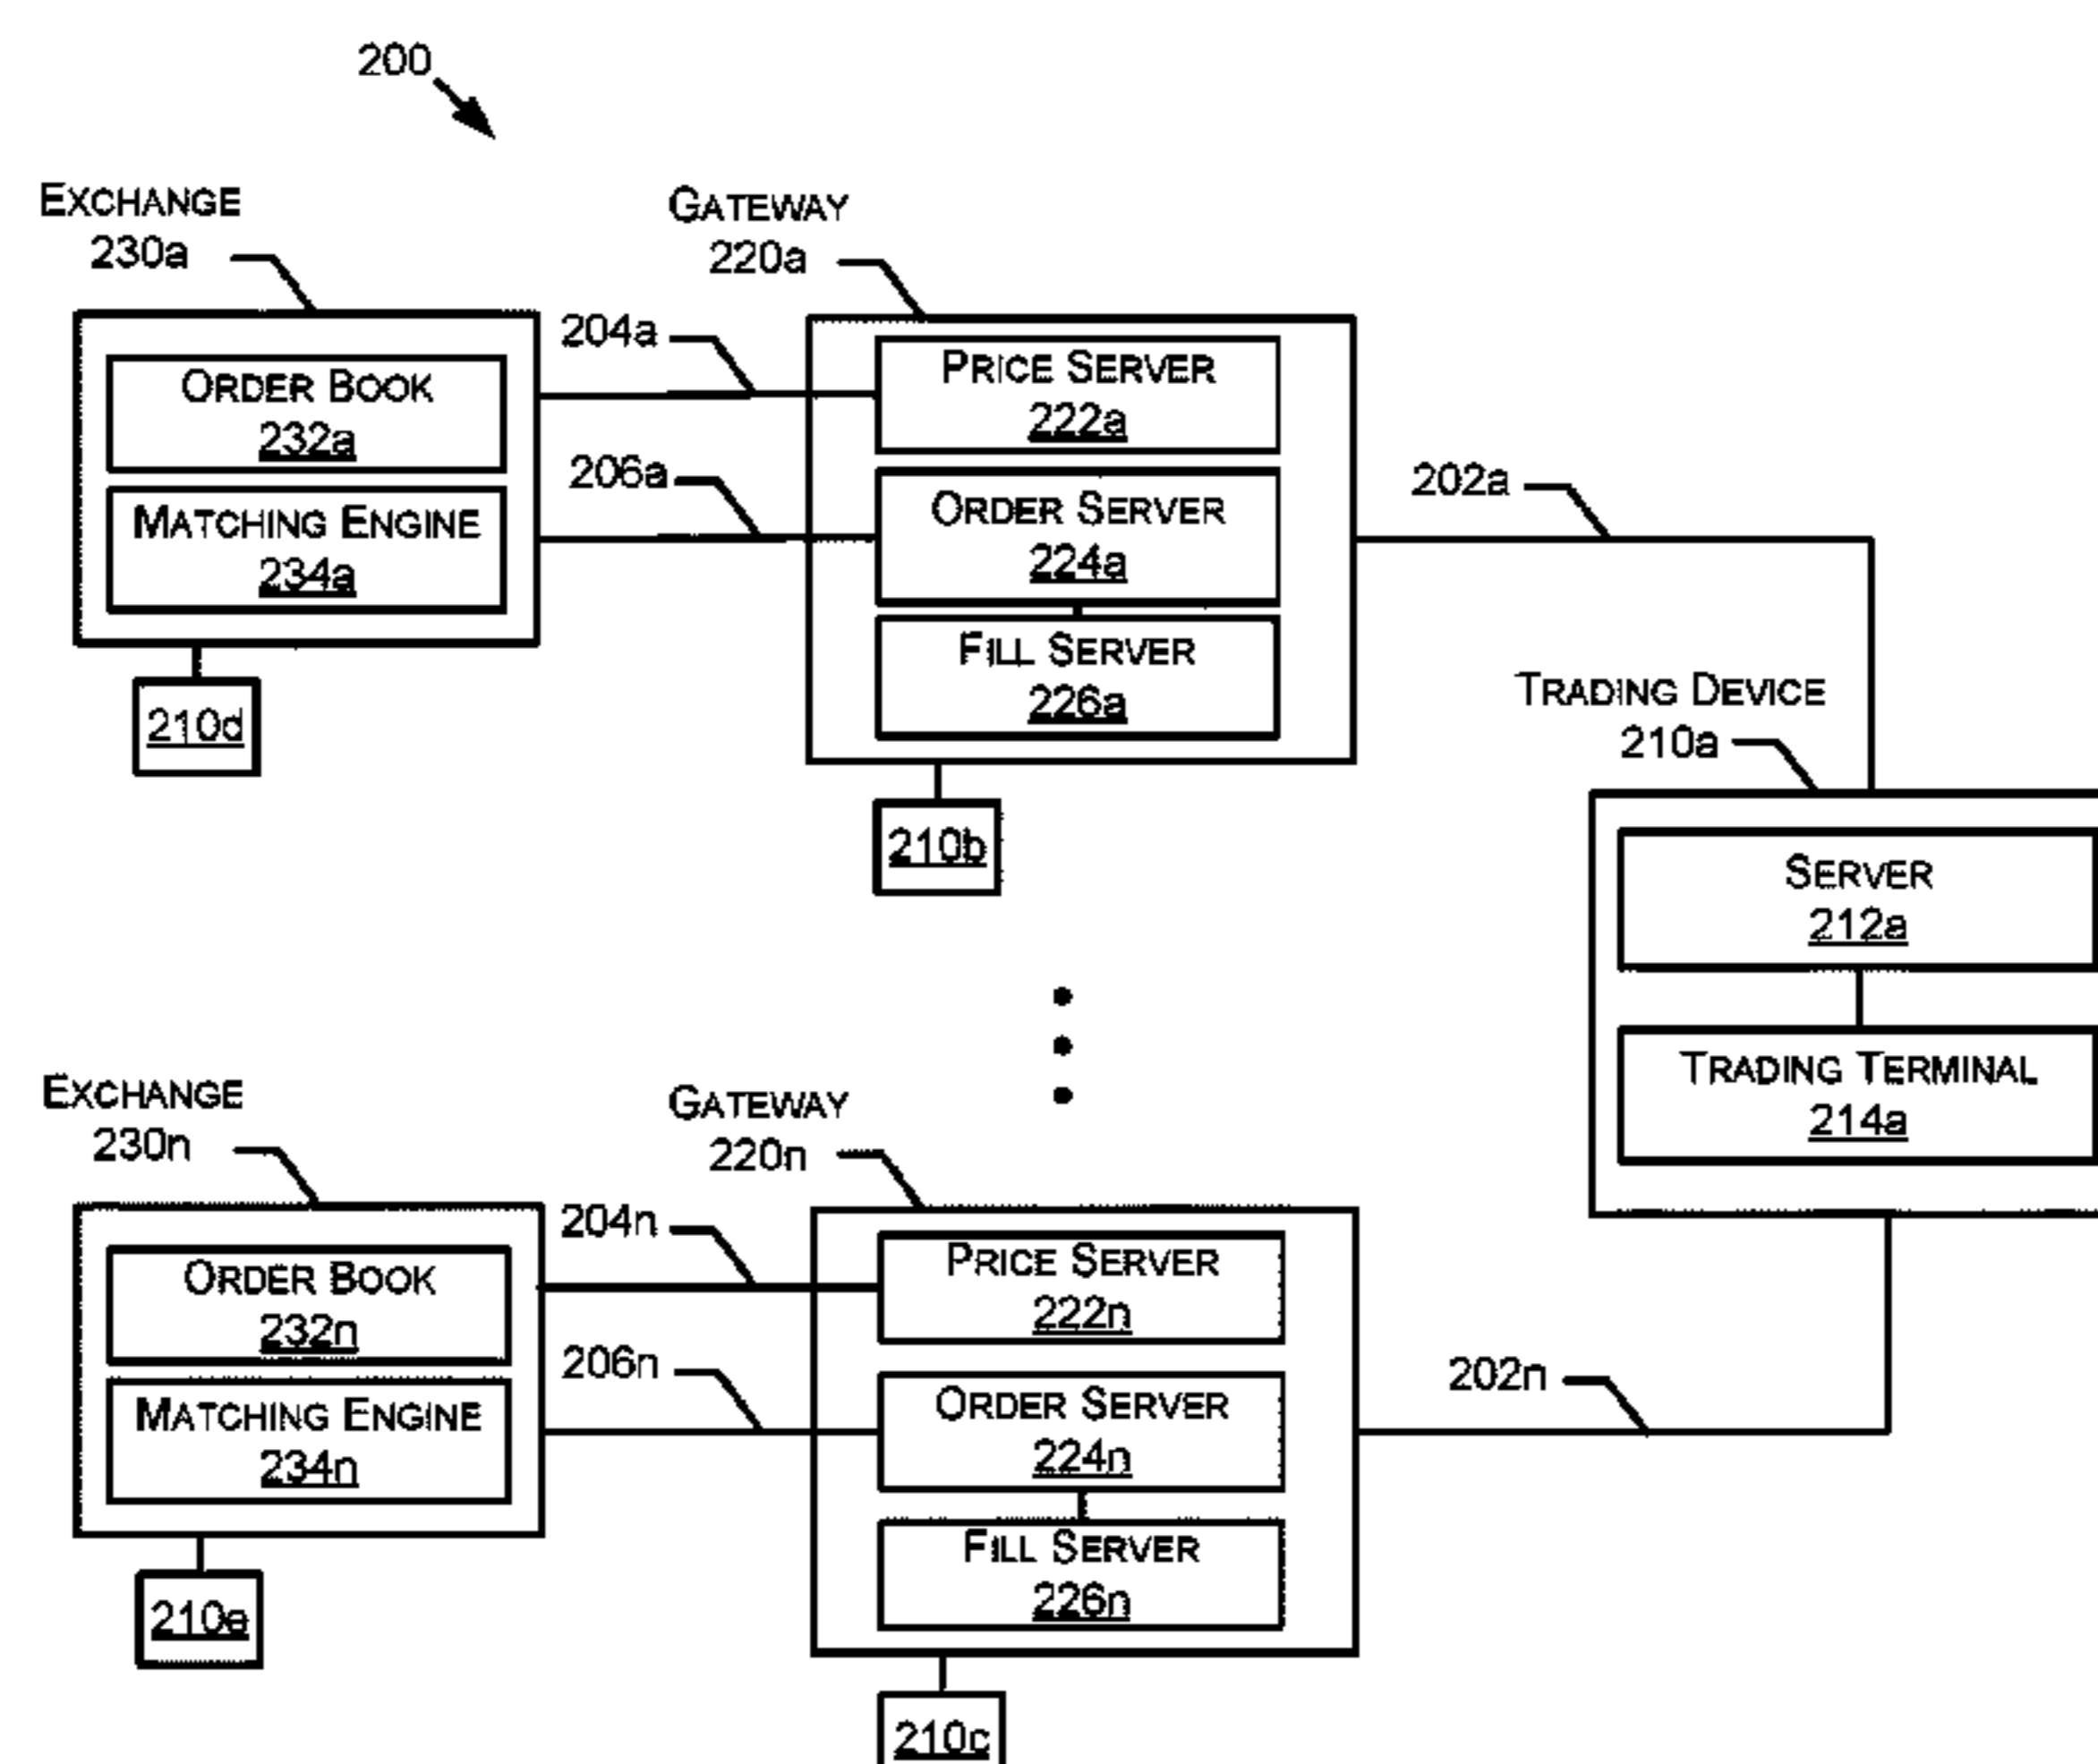 200
EXCHANGE
230a
GATEWAY
220a
204a
206a
ORDER BOOK
232a
MATCHING ENGINE
234a
PRICE SERVER
222a
ORDER SERVER
224a
FILL SERVER
226a
202a
210d
210b
TRADING DEVICE
210a
SERVER
212a
TRADING TERMINAL
214a
EXCHANGE
230n
GATEWAY
220n
204n
206n
ORDER BOOK
232n
MATCHING ENGINE
234n
PRICE SERVER
222n
ORDER SERVER
224n
FILL SERVER
226n
202n
210e
210c